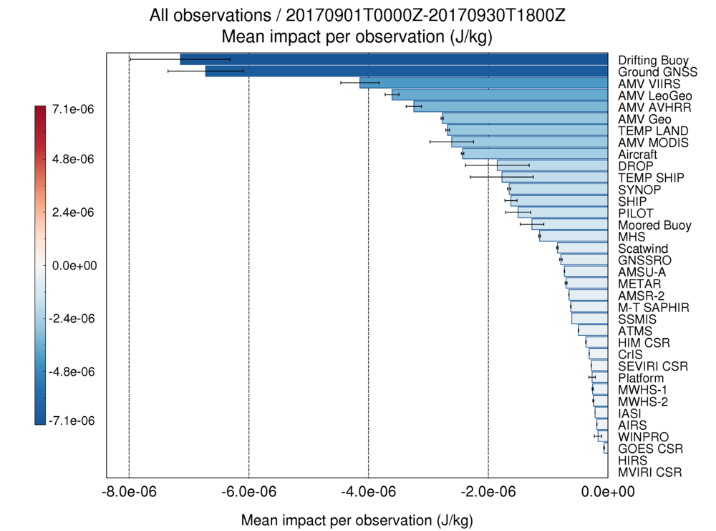 All observations / 20170901T0000Z-20170930T1800Z
Mean impact per observation (J/kg)
7.1e-06
4.8e-06
2.4e-06
0.0e+00
-2.4e-06
-4.8e-06
-7.1e-06
Drifting Buoy
Ground GNSS
AMV VIIRS
AMV LeoGeo
AMV AVHRR
AMV Geo
TEMP LAND
AMV MODIS
Aircraft
DROP
TEMP SHIP
SYNOP
SHIP
PILOT
Moored Buoy
MHS
Scatwind
GNSSRO
AMSU-A
METAR
AMSR-2
M-T SAPHIR
SSMIS
ATMS
HIM CSR
CrIS
SEVIRI CSR
Platform
MWHS-1
MWHS-2
IASI
AIRS
WINPRO
GOES CSR
HIRS
MVIRI CSR
-8.0e-06 -6.0e-06 -4.0e-06 -2.0e-06 0.0e+00
Mean impact per observation (J/kg)